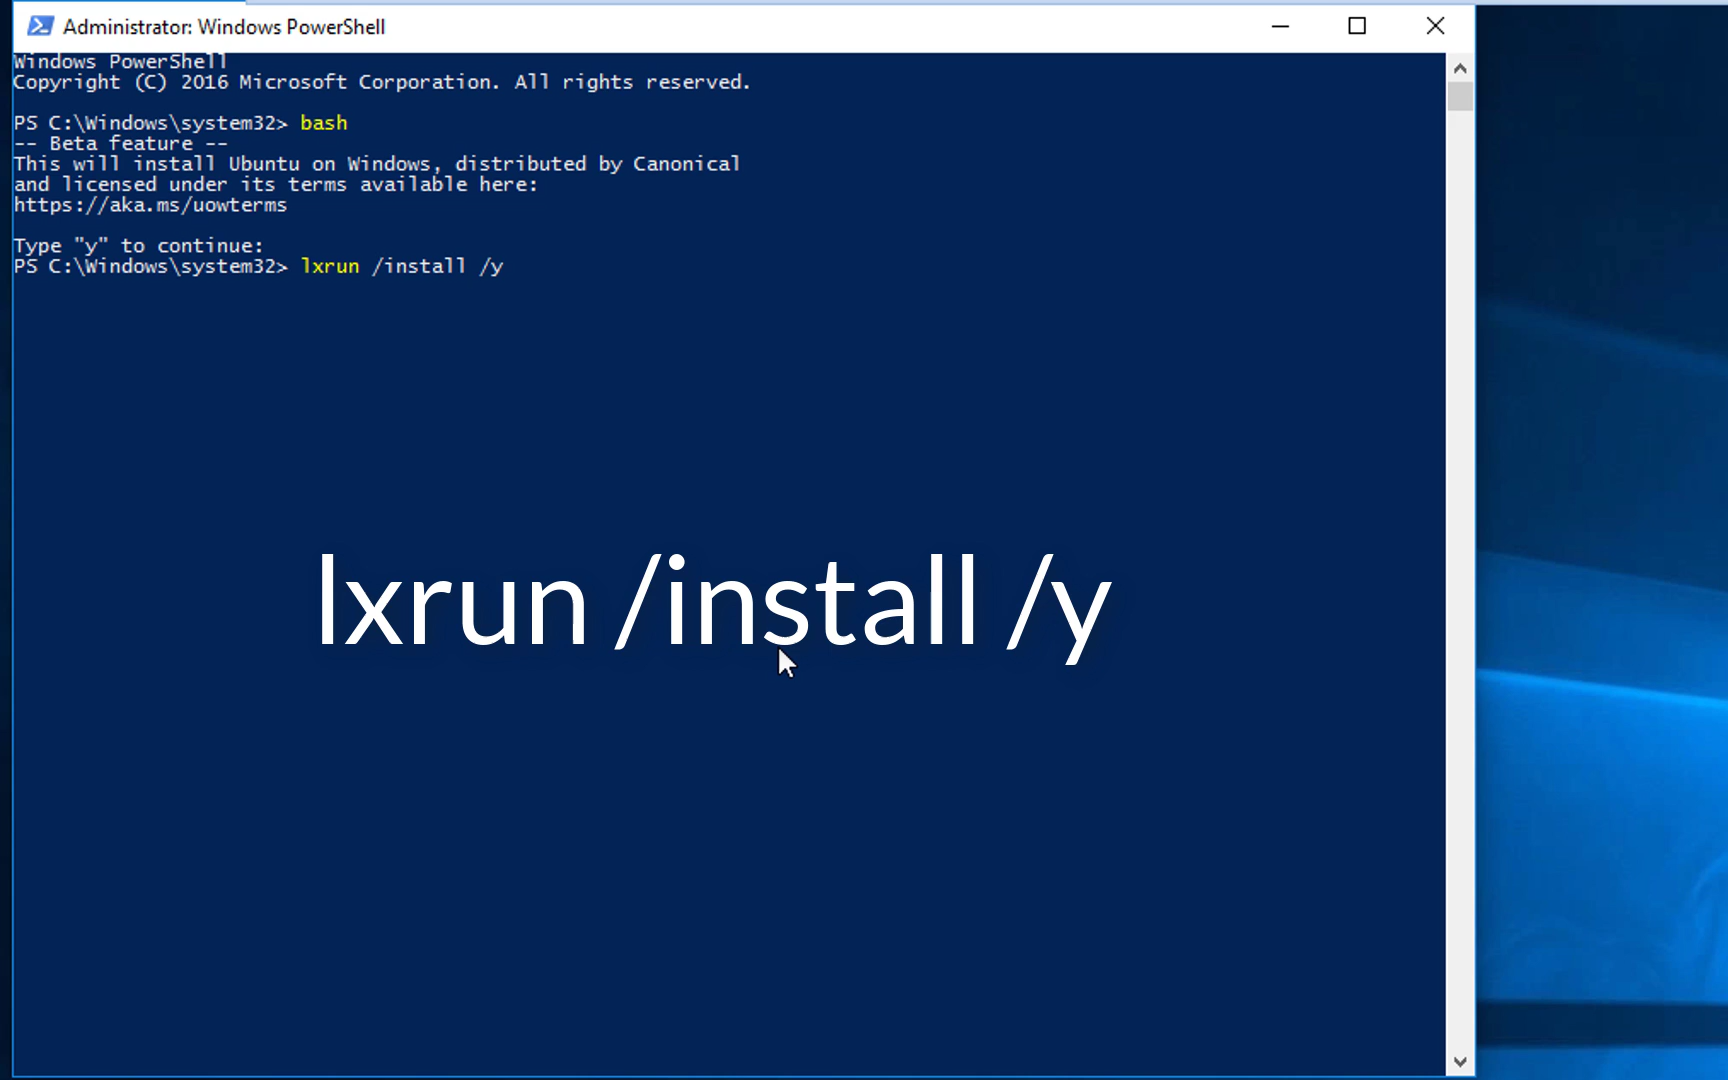 Administrator: Windows PowerShell
Windows PowerShell
Copyright (C) 2016 Microsoft Corporation. All rights reserved.
PS C:\Windows\system32> bash
-- Beta feature --
This will install Ubuntu on Windows, distributed by Canonical
and licensed under its terms available here:
https://aka.ms/uowterms
Type "y" to continue:
PS C:\Windows\system32> lxrun /install /y
lxrun /install /y